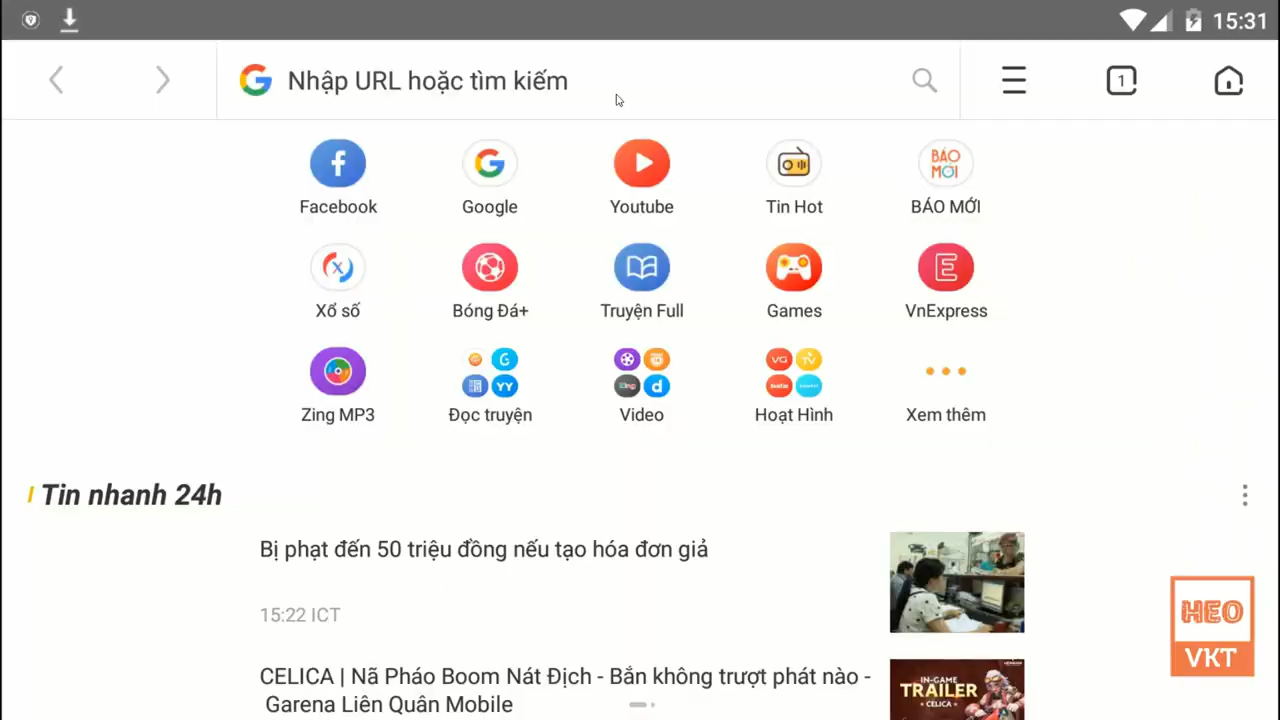 15:31
Nhập URL hoặc tìm kiếm
1
Facebook
Google
Youtube
Tin Hot
BÁO MỚI
BÁO MỚI
Xổ số
Bóng Đá+
Truyện Full
Games
VnExpress
Zing MP3
Đọc truyện
Video
Hoạt Hình
Xem thêm
YY
VG
TV
Tin nhanh 24h
Bị phạt đến 50 triệu đồng nếu tạo hóa đơn giả
15:22 ICT
CELICA | Nã Pháo Boom Nát Địch - Bắn không trượt phát nào -
Garena Liên Quân Mobile
IN-GAME
TRAILER
CELICA
HEO
VKT